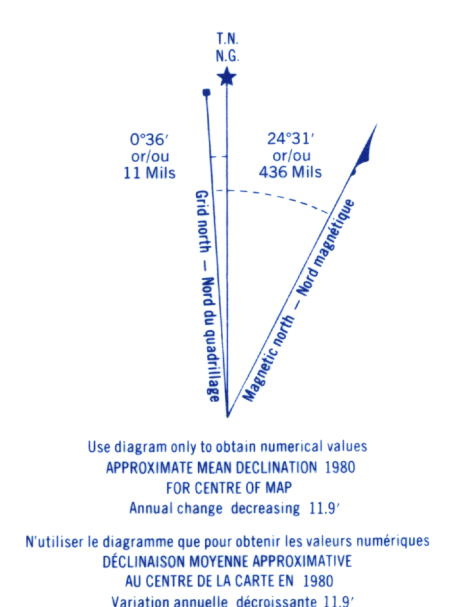 T.N.
N.G.
0°36′
or/ou
11 Mils
24°31′
or/ou
436 Mils
Grid north – Nord du quadrillage
Magnetic north – Nord magnétique
Use diagram only to obtain numerical values
APPROXIMATE MEAN DECLINATION 1980
FOR CENTRE OF MAP
Annual change decreasing 11.9′
N'utiliser le diagramme que pour obtenir les valeurs numériques
DÉCLINAISON MOYENNE APPROXIMATIVE
AU CENTRE DE LA CARTE EN 1980
Variation annuelle décroissante 11.9′